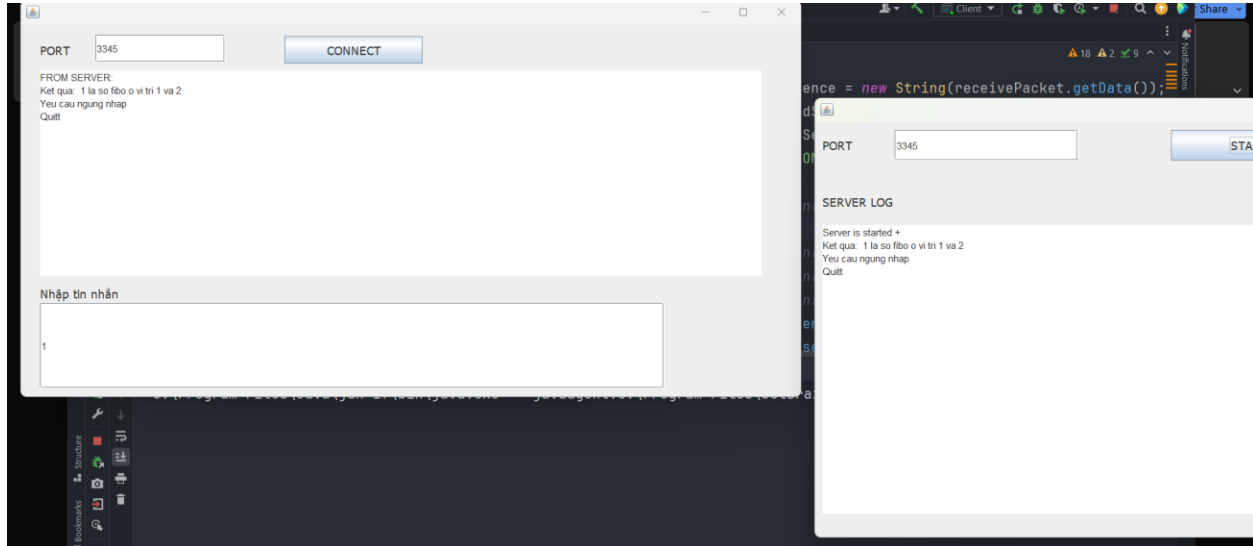 PORT
3345
CONNECT
FROM SERVER:
Ket qua: 1 la so fibo o vi tri 1 va 2
Yeu cau ngung nhap
Quitt
Nhập tin nhắn
1
Client
Share
18 2 9
Notifications
ence = new String(receivePacket.getData());
PORT
3345
STA
SERVER LOG
Server is started +
Ket qua: 1 la so fibo o vi tri 1 va 2
Yeu cau ngung nhap
Quitt
Structure
Bookmarks